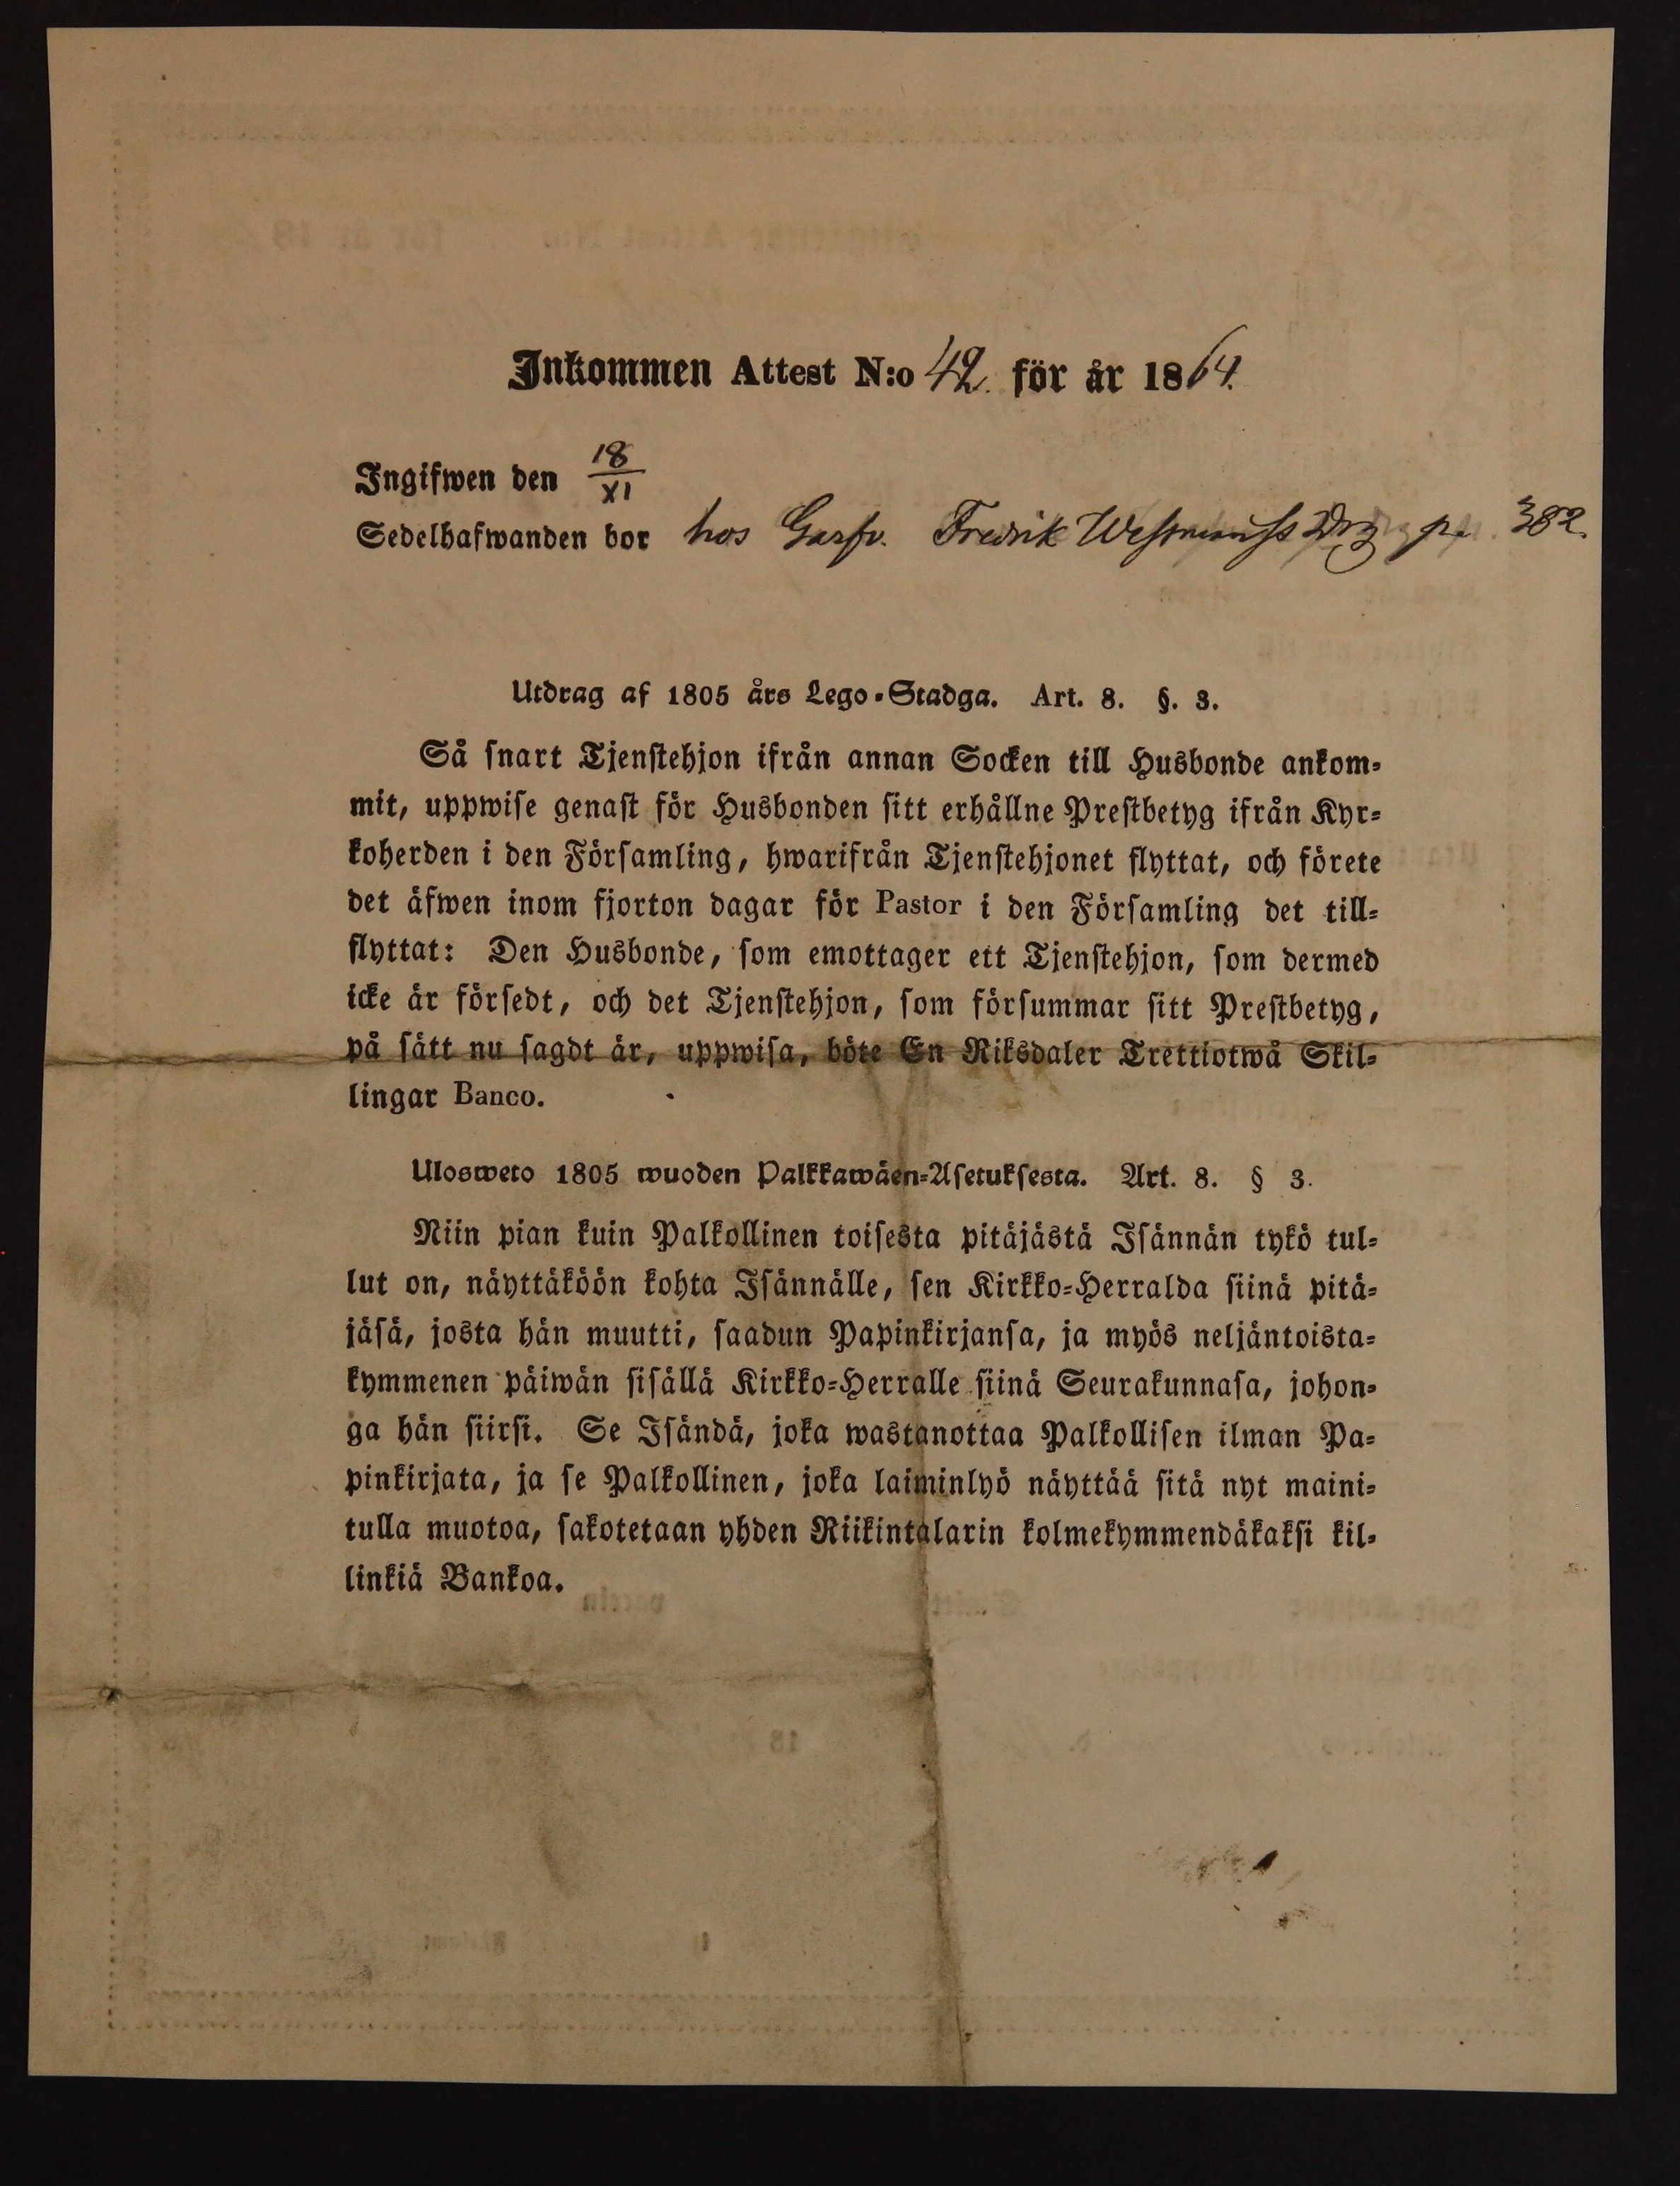 Inkommen Attest N:o 42. för år 1864.
Ingifwen den 18/XI
Sedelhafwanden bor hos Garfv. Fredrik 382.
Utdrag af 1805 års Lego-Stadga. Art. 8. §. 3.
Så snart Tjenstehjon ifrån annan Socken till Husbonde ankom-
mit, uppwise genast för Husbonden sitt erhållne Prestbetyg ifrån Kyr-
koherden i den Församling, hwarifrån Tjenstehjonet flyttat, och förete
det äfwen inom fjorton dagar för Pastor i den Församling det till-
flyttat: Den Husbonde, som emottager ett Tjenstehjon, som dermed
icke är försedt, och det Tjenstehjon, som försummar sitt Prestbetyg,
på sätt nu sagdt är, uppwisa, böte En Riksdaler Trettiotwå Skil-
lingar Banco.
Ulosweto 1805 wuoden Palkkawäen-Asetuksesta. Art. 8. § 3.
Niin pian kuin Palkollinen toisesta pitäjästä Isännän tykö tul-
lut on, näyttäköön kohta Isännälle, sen Kirkko-Herralda siinä pitä-
jäsä, josta hän muutti, saadun Papinkirjansa, ja myös neljäntoista-
kymmenen päiwän sisällä Kirkko-Herralle siinä Seurakunnasa, johon-
ga hän siirsi. Se Isändä, joka wastanottaa Palkollisen ilman Pa-
pinkirjata, ja se Palkollinen, joka laiminlyö näyttää sitä nyt maini-
tulla muotoa, sakotetaan yhden Riikintalarin kolmekymmendäkaksi kil-
linkiä Bankoa.